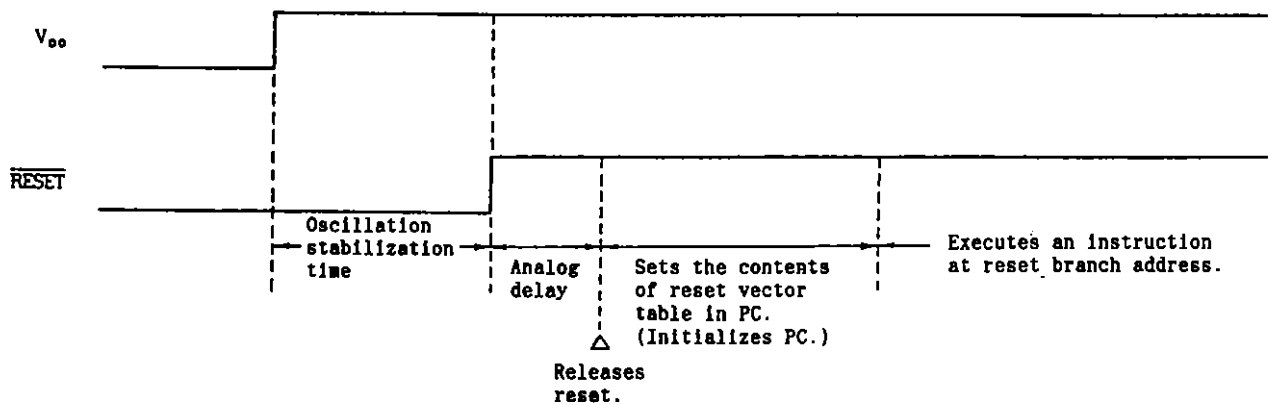 V_DD
RESET
Oscillation
stabilization
time
Analog
delay
Sets the contents
of reset vector
table in PC.
(Initializes PC.)
Executes an instruction
at reset branch address.
Releases
reset.